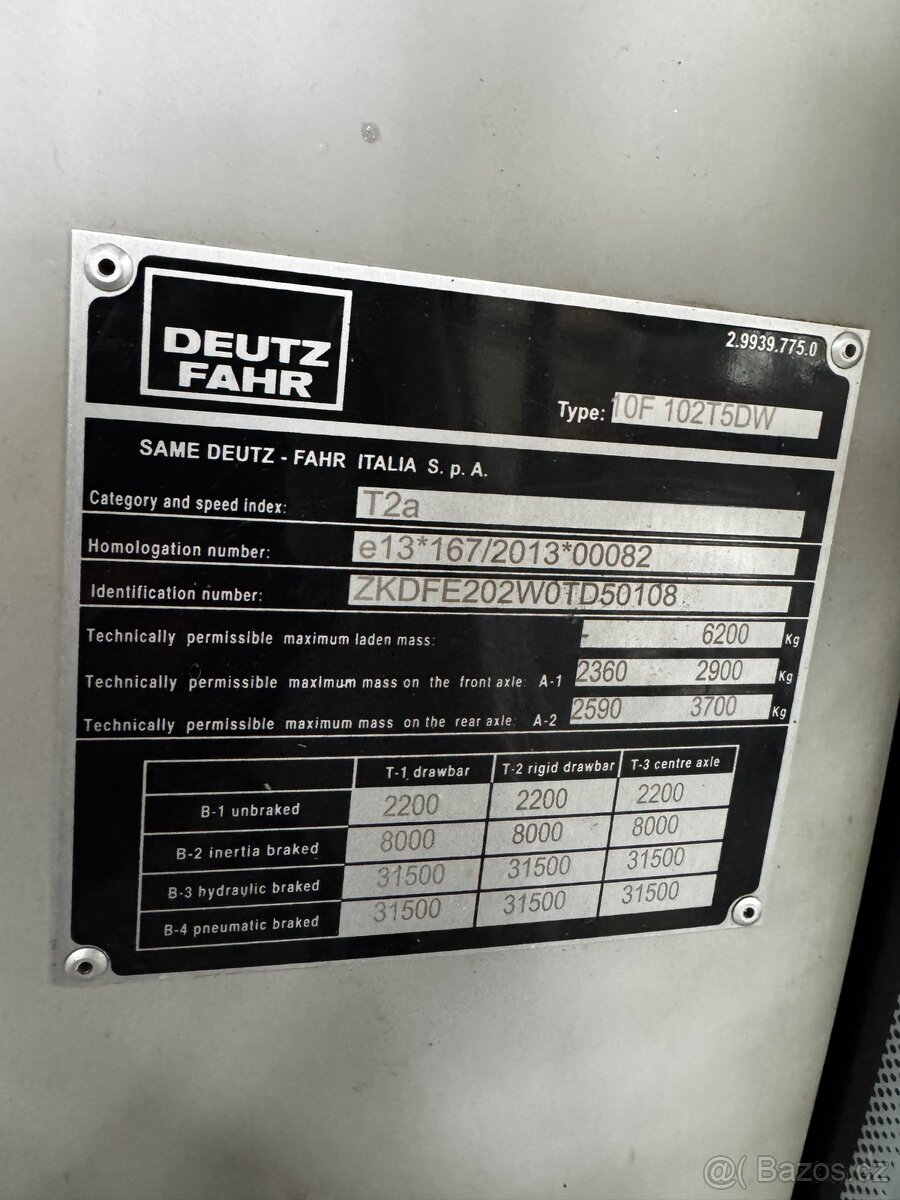 DEUTZ
FAHR
2.9939.775.0
Type: 10F 102T5DW
SAME DEUTZ - FAHR ITALIA S. p. A.
Category and speed index: T2a
Homologation number: e13*167/2013*00082
Identification number: ZKDFE202W0TD50108
Technically permissible maximum laden mass: - 6200 Kg
Technically permissible maximum mass on the front axle: A-1 2360 2900 Kg
Technically permissible maximum mass on the rear axle: A-2 2590 3700 Kg
T-1 drawbar T-2 rigid drawbar T-3 centre axle
B-1 unbraked 2200 2200 2200
B-2 inertia braked 8000 8000 8000
B-3 hydraulic braked 31500 31500 31500
B-4 pneumatic braked 31500 31500 31500
@( Bazos.cz